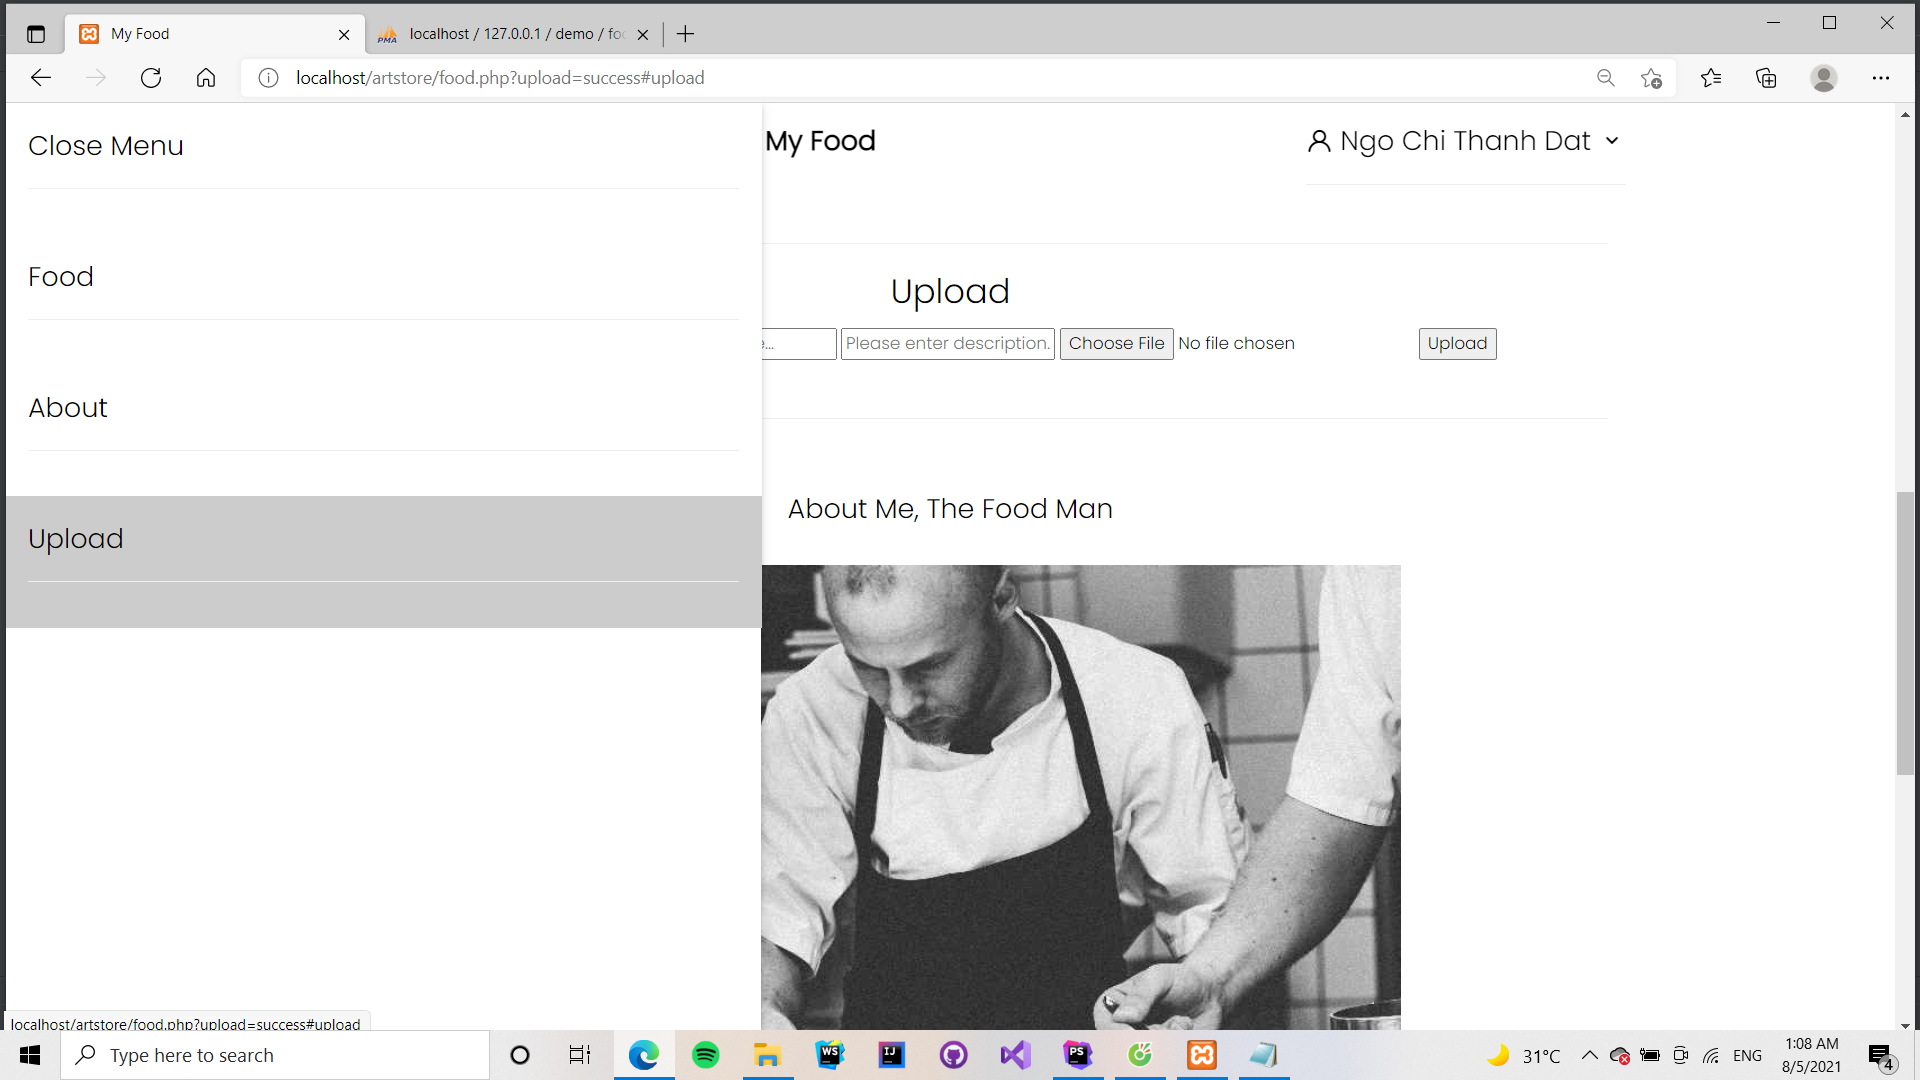 My Food
localhost / 127.0.0.1 / demo / foo
localhost/artstore/food.php?upload=success#upload
Close Menu
My Food
Ngo Chi Thanh Dat
Food
Upload
e...
Please enter description.
Choose File
No file chosen
Upload
About
About Me, The Food Man
Upload
localhost/artstore/food.php?upload=success#upload
Type here to search
31°C
ENG
1:08 AM
8/5/2021
4